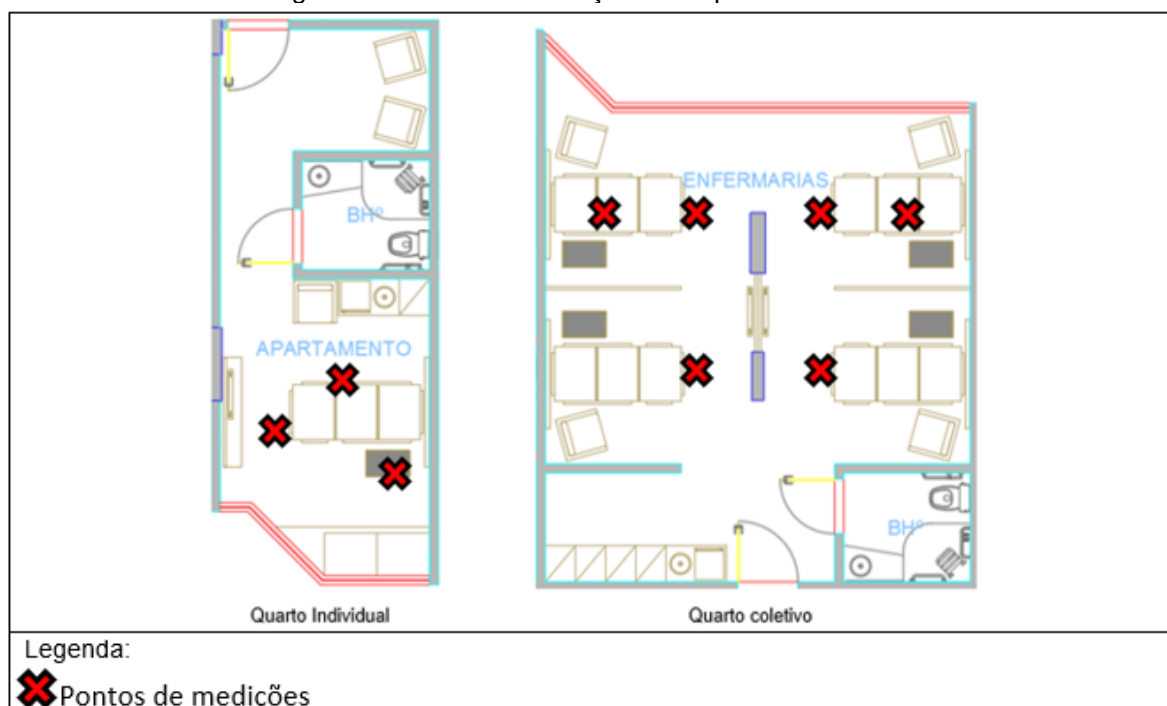 BHº
ENFERMARIAS
APARTAMENTO
BHº
Quarto Individual
Quarto coletivo
Legenda:
Pontos de medições